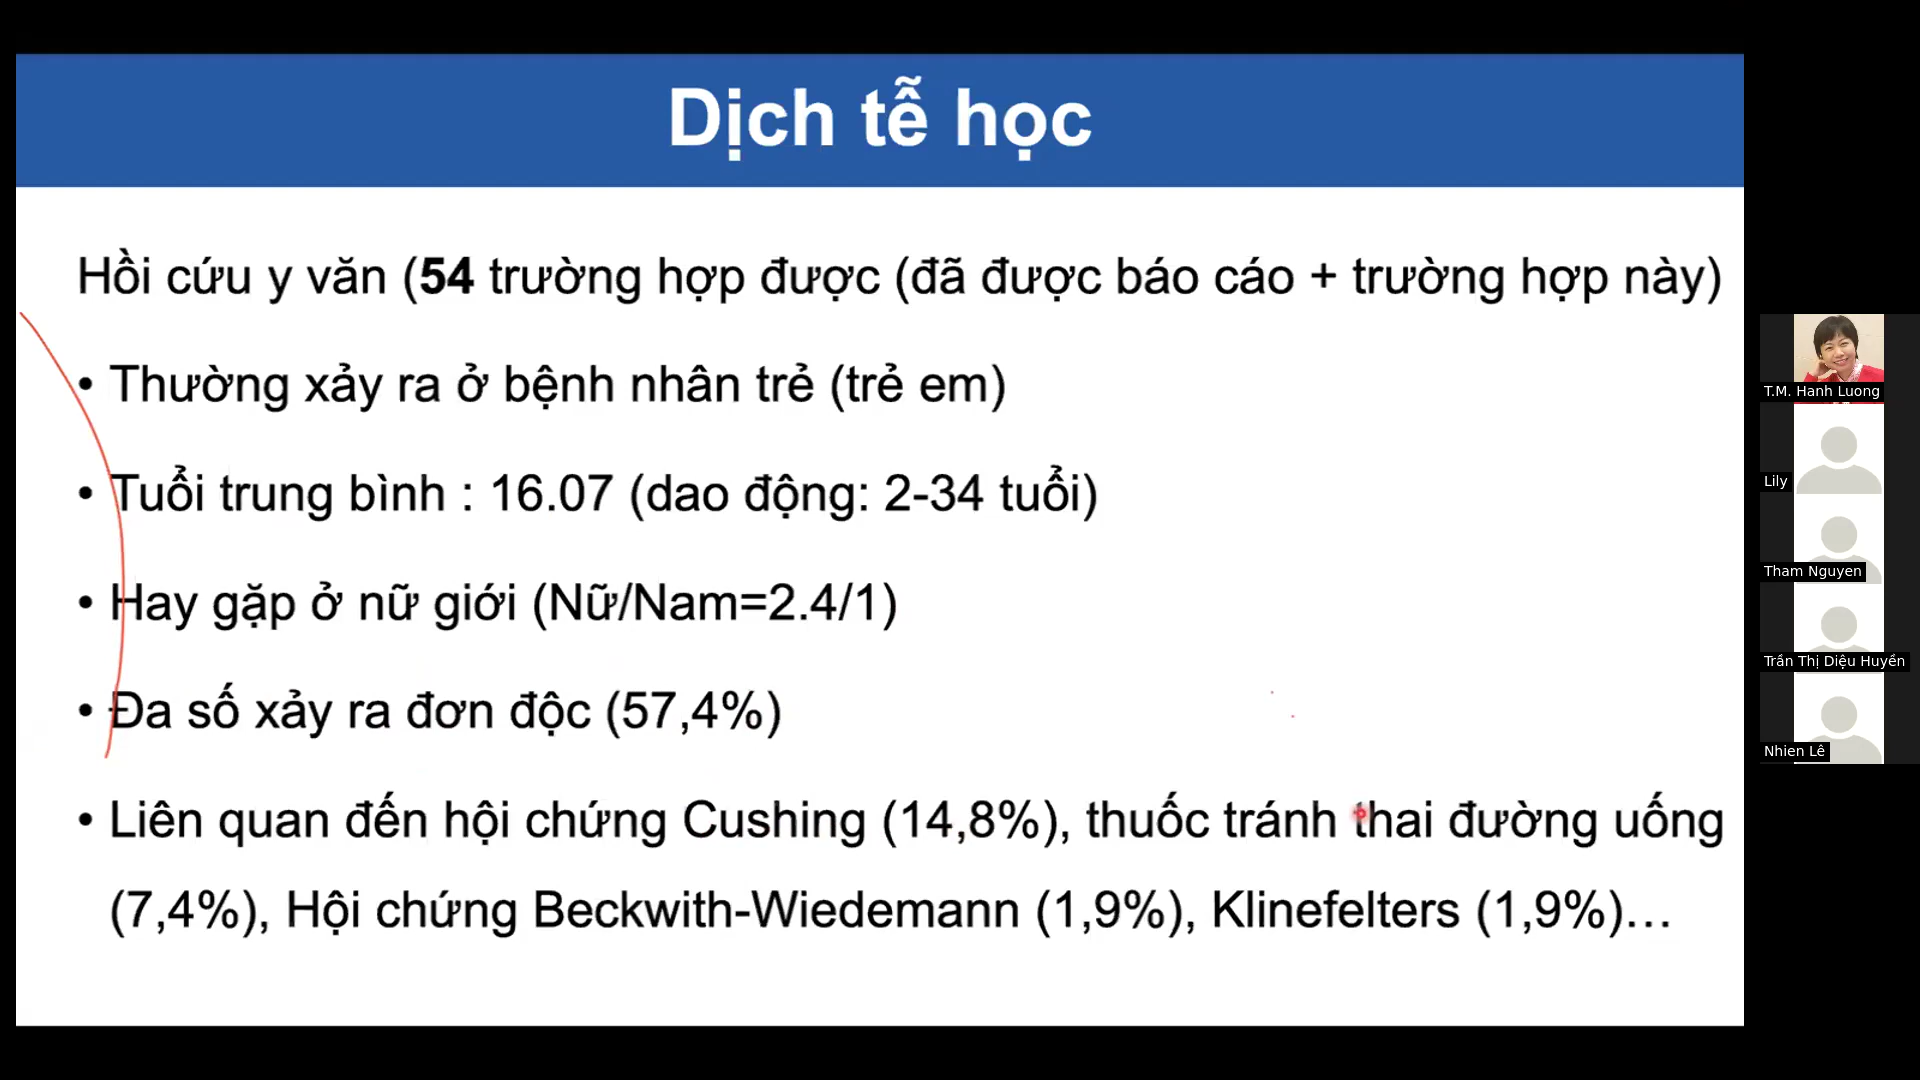 Dịch tễ học
Hồi cứu y văn (54 trường hợp được (đã được báo cáo + trường hợp này)
• Thường xảy ra ở bệnh nhân trẻ (trẻ em)
• Tuổi trung bình : 16.07 (dao động: 2-34 tuổi)
• Hay gặp ở nữ giới (Nữ/Nam=2.4/1)
• Đa số xảy ra đơn độc (57,4%)
• Liên quan đến hội chứng Cushing (14,8%), thuốc tránh thai đường uống
(7,4%), Hội chứng Beckwith-Wiedemann (1,9%), Klinefelters (1,9%)…
T.M. Hanh Luong
Lily
Tham Nguyen
Trần Thị Diệu Huyền
Nhien Lê